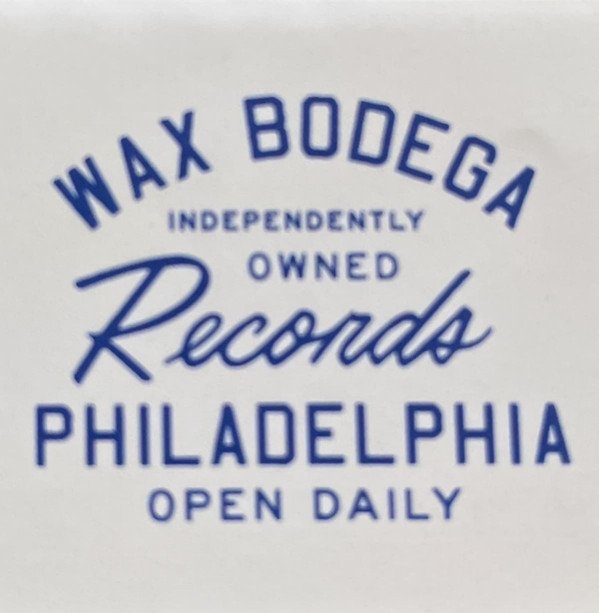 WAX BODEGA
INDEPENDENTLY
OWNED
Records
PHILADELPHIA
OPEN DAILY